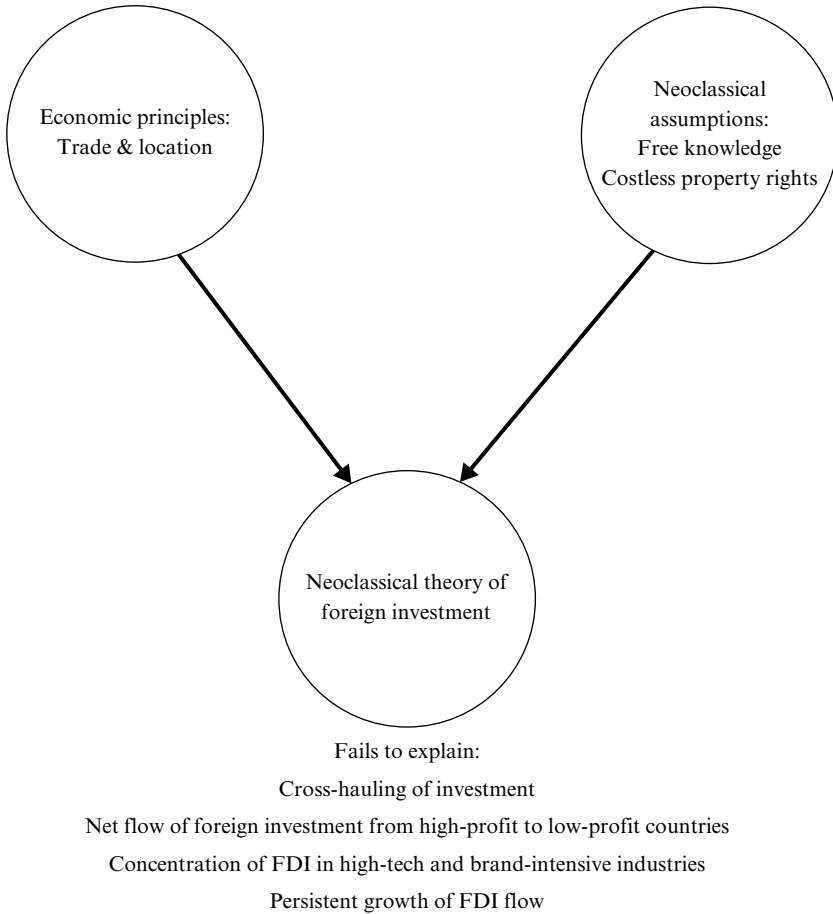 Economic principles:
Trade & location
Neoclassical
assumptions:
Free knowledge
Costless property rights
Neoclassical theory of
foreign investment
Fails to explain:
Cross-hauling of investment
Net flow of foreign investment from high-profit to low-profit countries
Concentration of FDI in high-tech and brand-intensive industries
Persistent growth of FDI flow